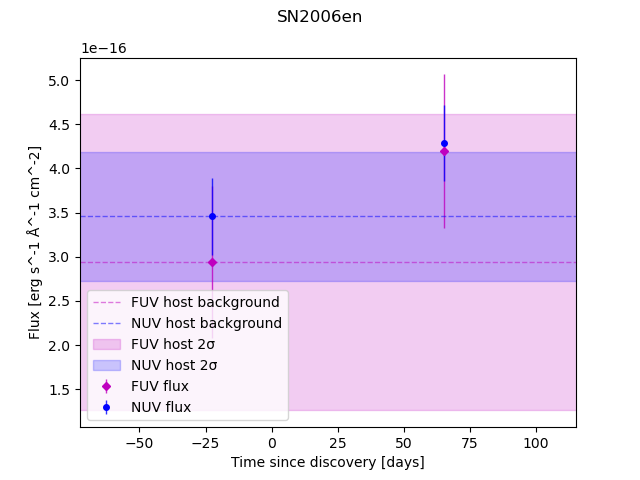 SN2006en
1e−16
5.0
4.5
4.0
3.5
3.0
2.5
2.0
1.5
Flux [erg s^-1 Å^-1 cm^-2]
FUV host background
NUV host background
FUV host 2σ
NUV host 2σ
FUV flux
NUV flux
−50 −25 0 25 50 75 100
Time since discovery [days]